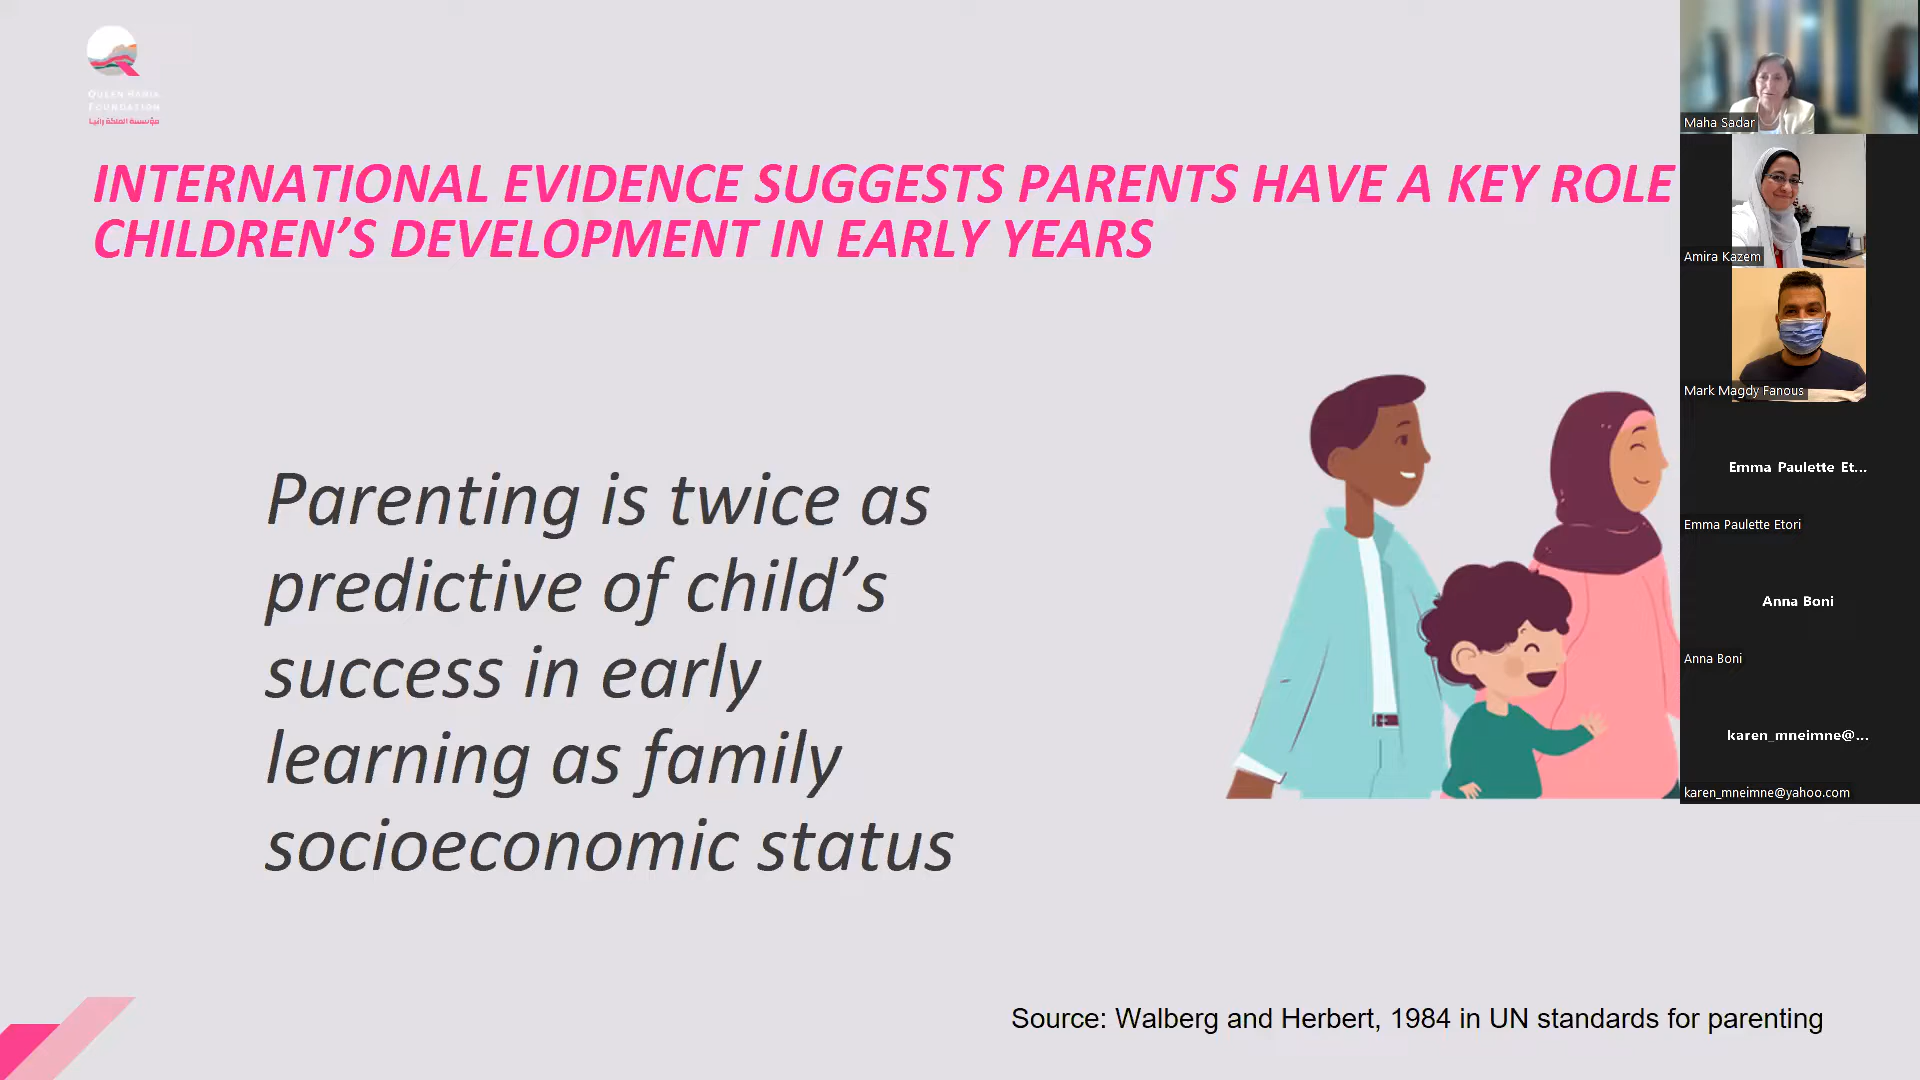 QUEEN RANIA
FOUNDATION
مؤسسة الملكة رانيا
INTERNATIONAL EVIDENCE SUGGESTS PARENTS HAVE A KEY ROLE
CHILDREN’S DEVELOPMENT IN EARLY YEARS
Parenting is twice as
predictive of child’s
success in early
learning as family
socioeconomic status
Source: Walberg and Herbert, 1984 in UN standards for parenting
Maha Sadar
Amira Kazem
Mark Magdy Fanous
Emma Paulette Et...
Emma Paulette Etori
Anna Boni
Anna Boni
karen_mneimne@...
karen_mneimne@yahoo.com